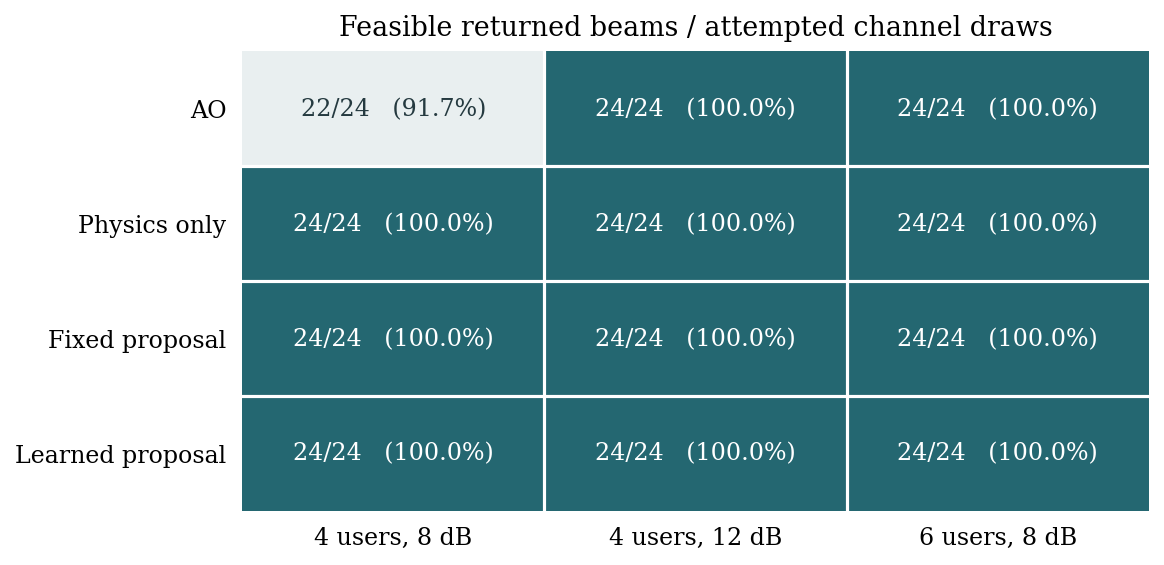 Feasible returned beams / attempted channel draws
AO 22/24 (91.7%) 24/24 (100.0%) 24/24 (100.0%)
Physics only 24/24 (100.0%) 24/24 (100.0%) 24/24 (100.0%)
Fixed proposal 24/24 (100.0%) 24/24 (100.0%) 24/24 (100.0%)
Learned proposal 24/24 (100.0%) 24/24 (100.0%) 24/24 (100.0%)
4 users, 8 dB 4 users, 12 dB 6 users, 8 dB